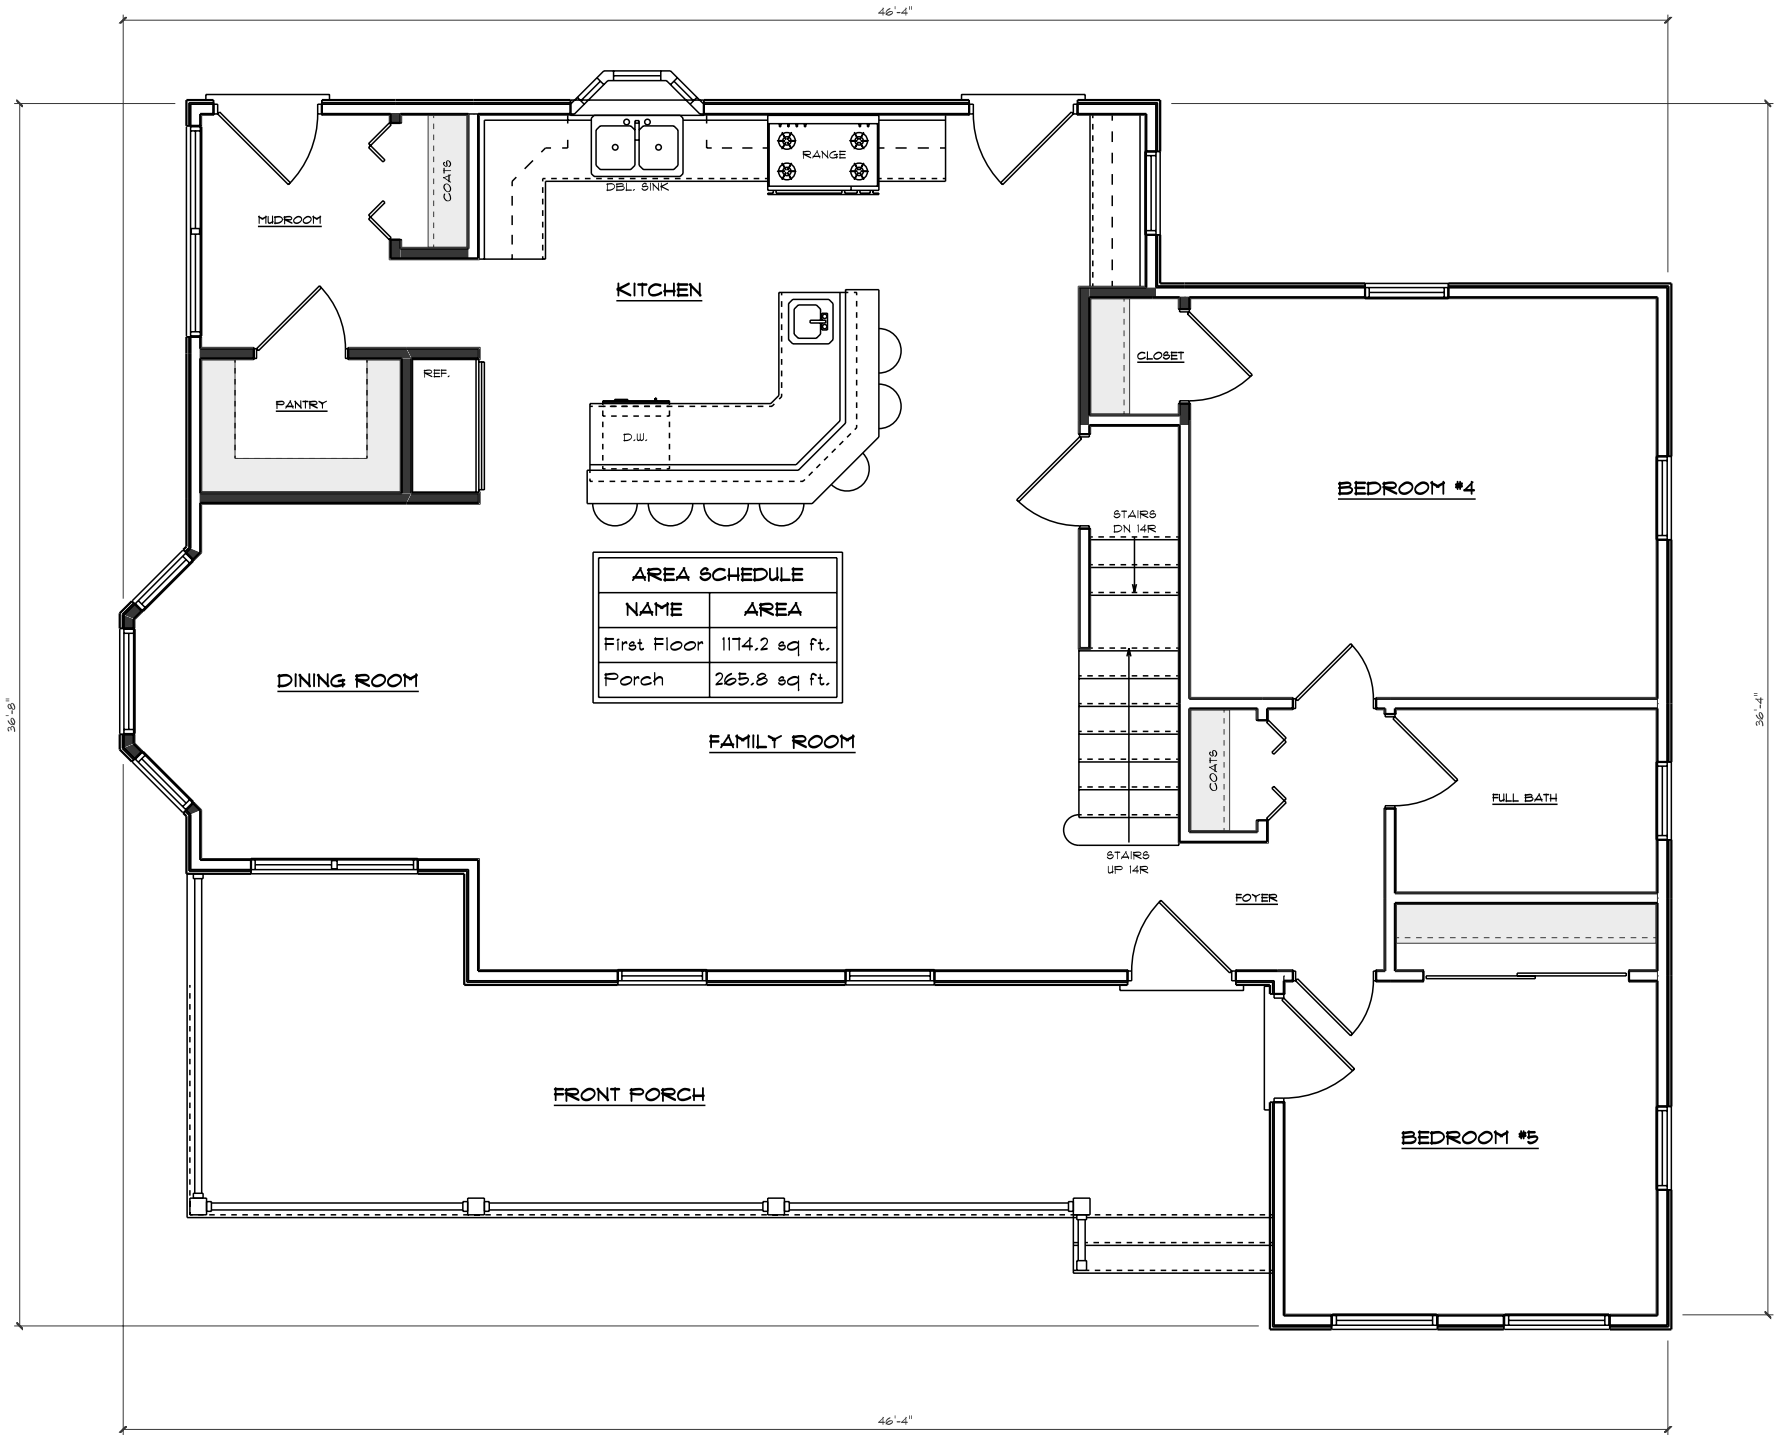 46'-4"
RANGE
COATS
DBL. SINK
MUDROOM
KITCHEN
CLOSET
REF.
PANTRY
D.W.
BEDROOM #4
STAIRS
DN 14R
AREA SCHEDULE
NAME AREA
First Floor 1174.2 sq ft.
Porch 265.8 sq ft.
DINING ROOM
36'-8"
36'-4"
FAMILY ROOM
COATS
FULL BATH
STAIRS
UP 14R
FOYER
FRONT PORCH
BEDROOM #5
46'-4"